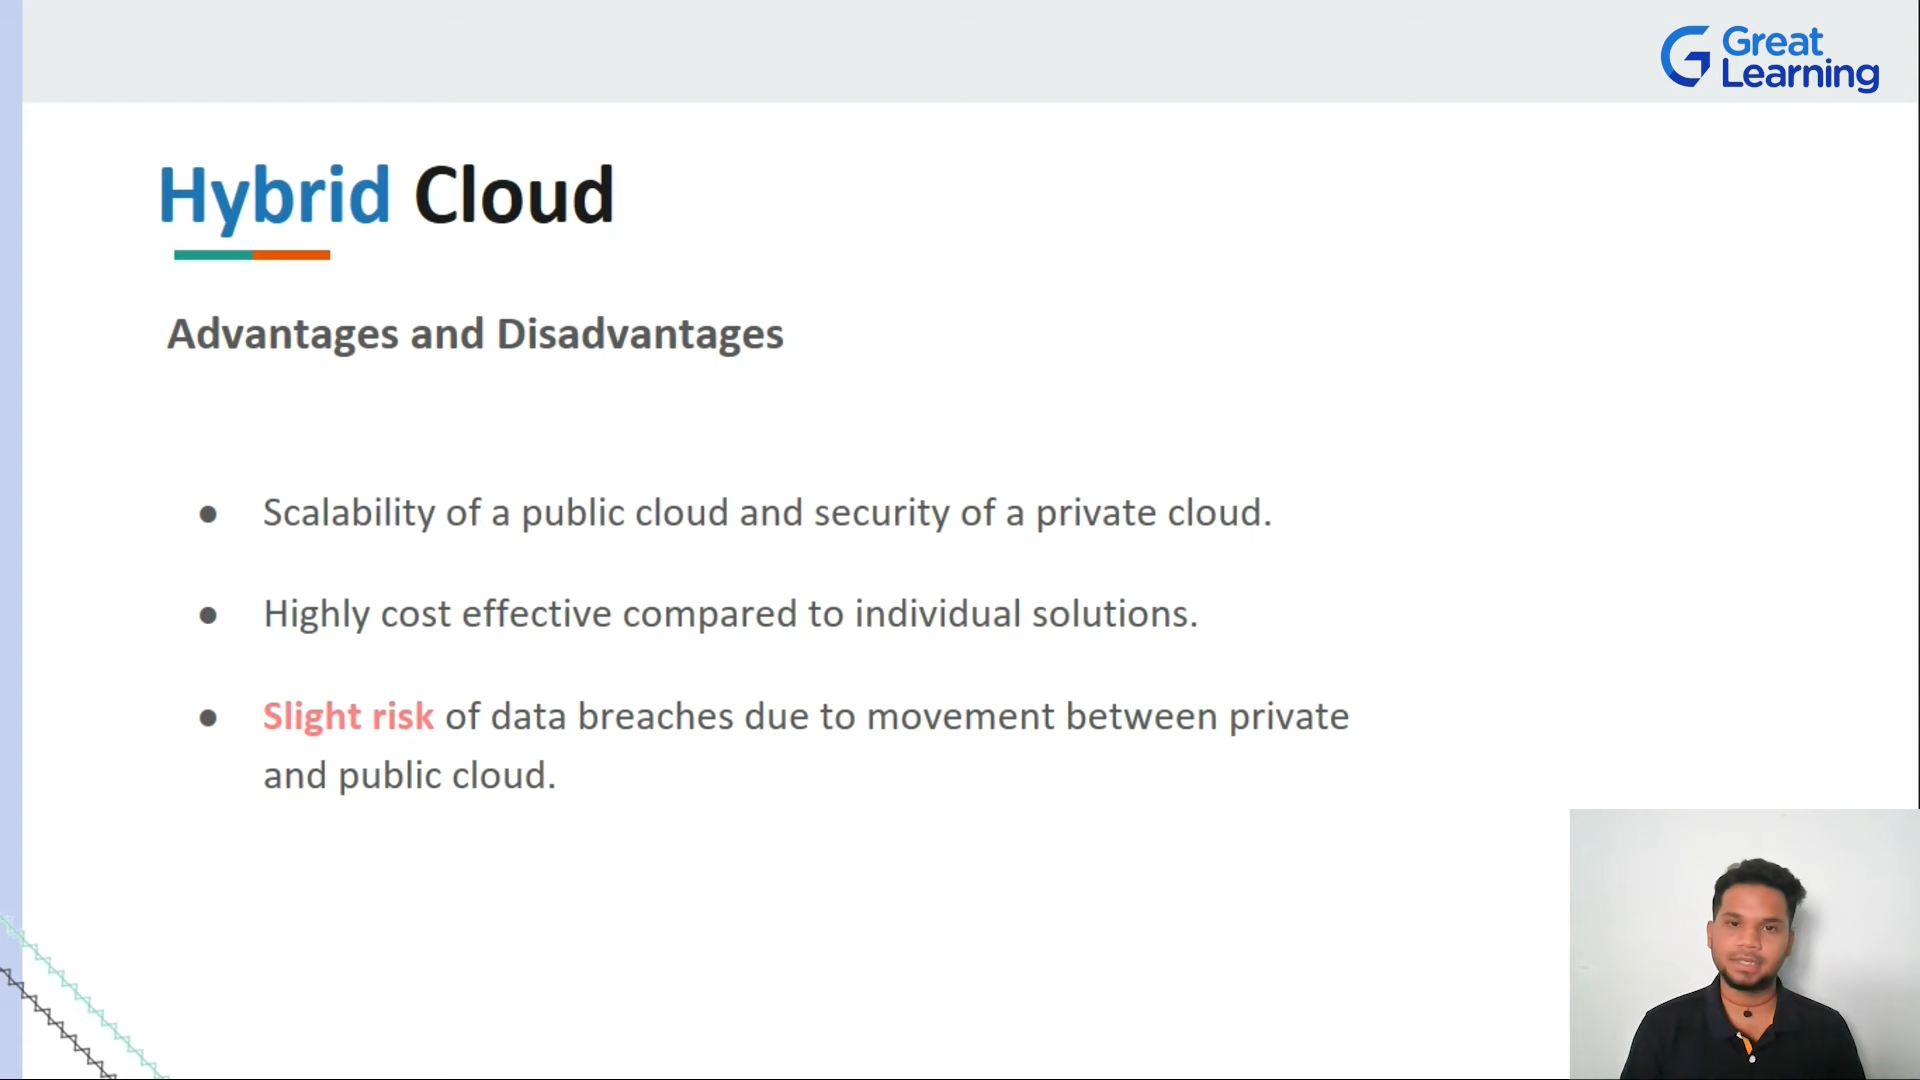 Great
Learning
Hybrid Cloud
Advantages and Disadvantages
● Scalability of a public cloud and security of a private cloud.
● Highly cost effective compared to individual solutions.
● Slight risk of data breaches due to movement between private
and public cloud.